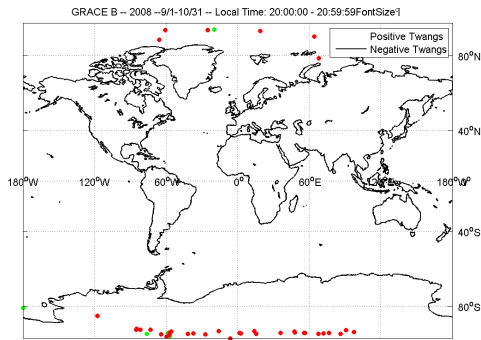 GRACE B -- 2008 --9/1-10/31 -- Local Time: 20:00:00 - 20:59:59FontSize
Positive Twangs
Negative Twangs
80°N
40°N
180°W 120°W 60°W 0° 60°E 120°E 180°W
40°S
80°S